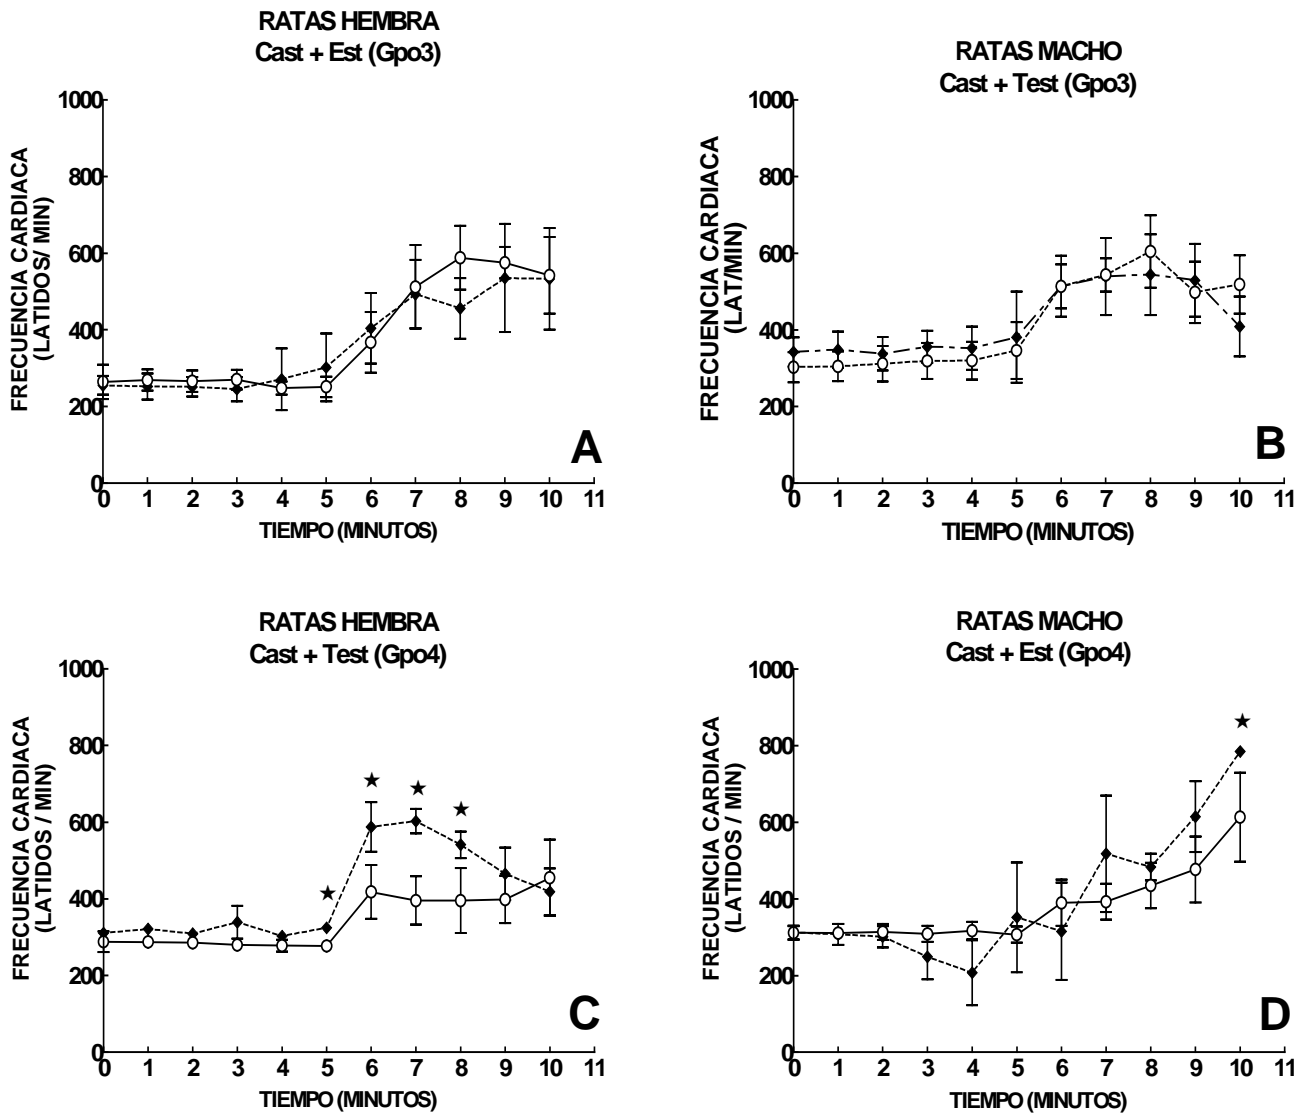 RATAS HEMBRA
Cast + Est (Gpo3)
FRECUENCIA CARDIACA
(LATIDOS/ MIN)
1000
800
600
400
200
0
0 1 2 3 4 5 6 7 8 9 10 11
TIEMPO (MINUTOS)
A
RATAS MACHO
Cast + Test (Gpo3)
FRECUENCIA CARDIACA
(LAT/MIN)
1000
800
600
400
200
0
0 1 2 3 4 5 6 7 8 9 10 11
TIEMPO (MINUTOS)
B
RATAS HEMBRA
Cast + Test (Gpo4)
FRECUENCIA CARDIACA
(LATIDOS / MIN)
1000
800
600
400
200
0
0 1 2 3 4 5 6 7 8 9 10 11
TIEMPO (MINUTOS)
C
RATAS MACHO
Cast + Est (Gpo4)
FRECUENCIA CARDIACA
(LATIDOS / MIN)
1000
800
600
400
200
0
0 1 2 3 4 5 6 7 8 9 10 11
TIEMPO (MINUTOS)
D